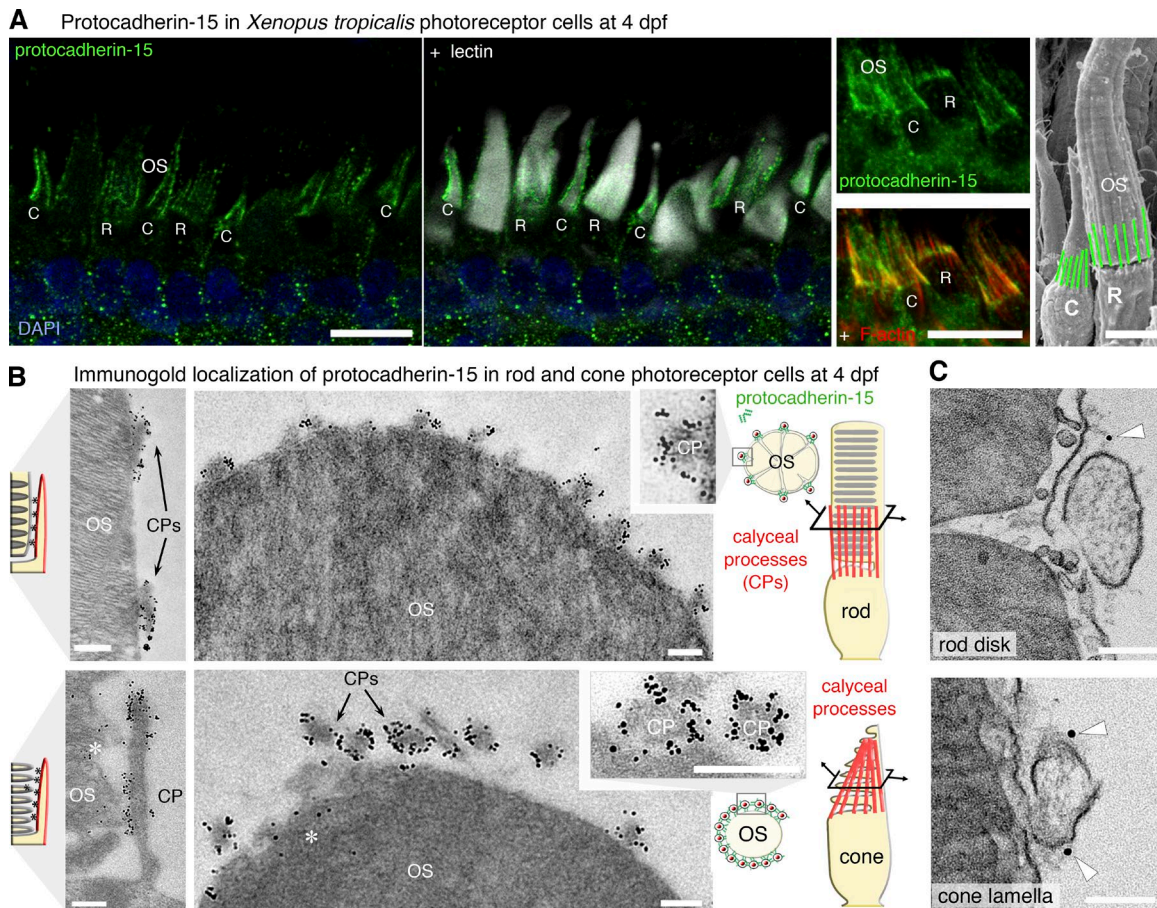 A Protocadherin-15 in Xenopus tropicalis photoreceptor cells at 4 dpf
protocadherin-15
OS
C
R
C
R
C
C
DAPI
+ lectin
C
R
C
R
C
R
C
OS
R
C
protocadherin-15
R
C
+ F-actin
OS
C
R
B Immunogold localization of protocadherin-15 in rod and cone photoreceptor cells at 4 dpf
OS
CPs
OS
CP
protocadherin-15
OS
calyceal
processes
(CPs)
rod
*
*
*
*
OS
*
CP
CPs
*
OS
CP
CP
OS
calyceal
processes
cone
C
rod disk
cone lamella